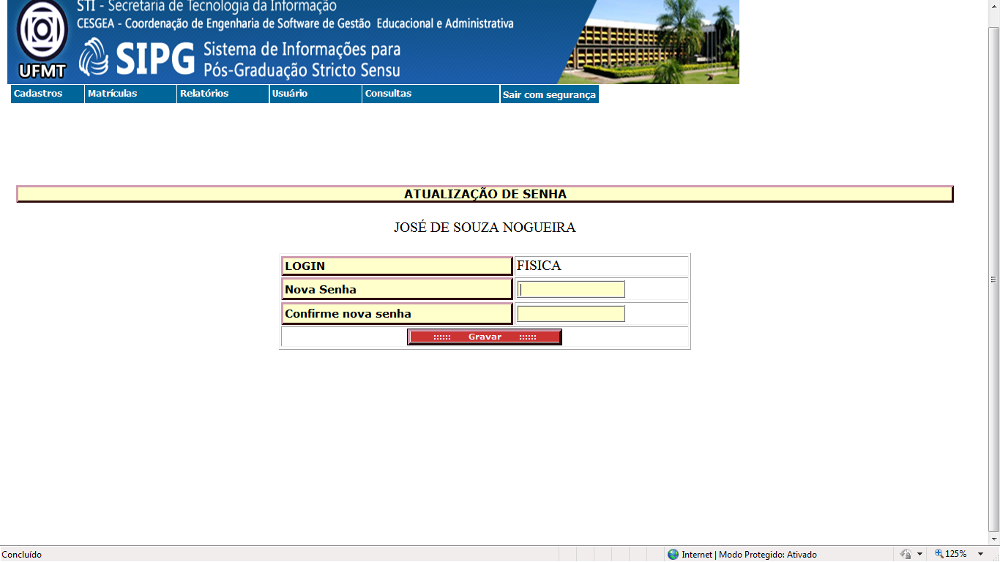 STI - Secretaria de Tecnologia da Informação
CESGEA - Coordenação de Engenharia de Software de Gestão Educacional e Administrativa
UFMT
SIPG
Sistema de Informações para
Pós-Graduação Stricto Sensu
Cadastros Matrículas Relatórios Usuário Consultas Sair com segurança
ATUALIZAÇÃO DE SENHA
JOSÉ DE SOUZA NOGUEIRA
LOGIN FISICA
Nova Senha
Confirme nova senha
:::::: Gravar ::::::
Concluído Internet | Modo Protegido: Ativado 125%